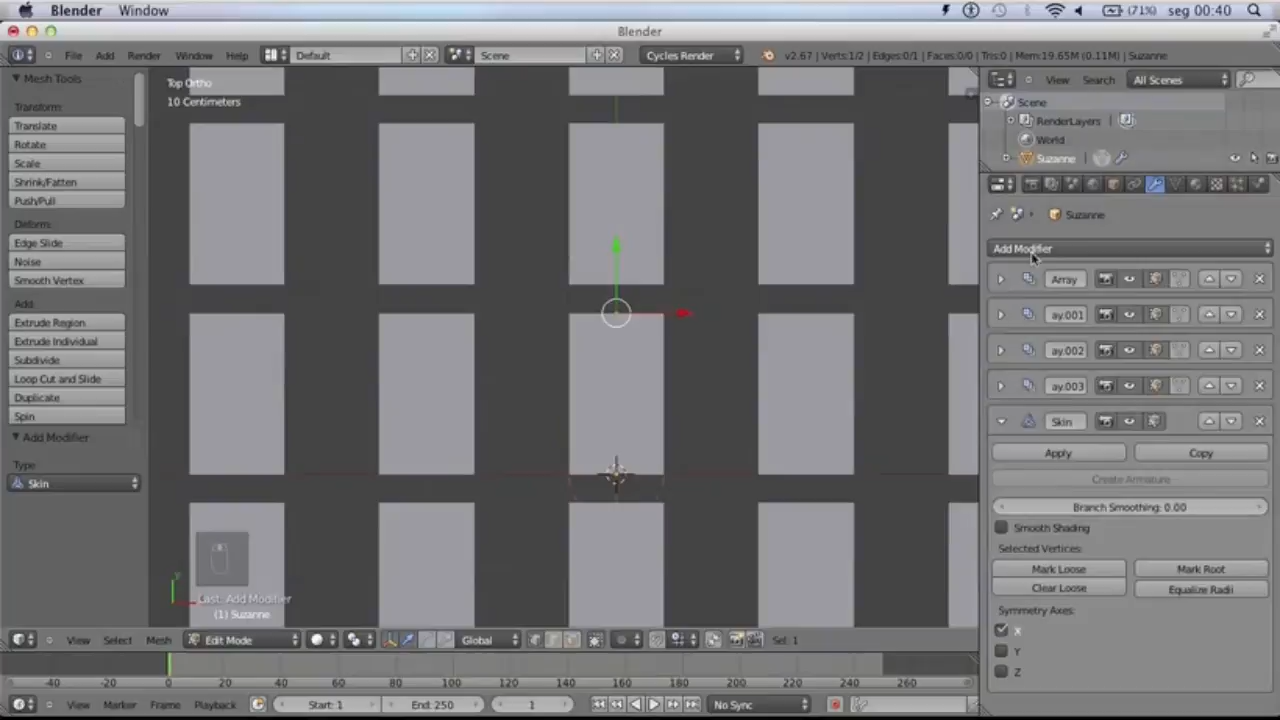 Blender Window (71%) seg 00:40
Blender
File Add Render Window Help Default Scene Cycles Render v2.67 | Verts:1/2 | Edges:0/1 | Faces:0/0 | Tris:0 | Mem:19.65M (0.11M) | Suzanne
Mesh Tools
Transform:
Translate
Rotate
Scale
Shrink/Fatten
Push/Pull
Deform:
Edge Slide
Noise
Smooth Vertex
Add:
Extrude Region
Extrude Individual
Subdivide
Loop Cut and Slide
Duplicate
Spin
Add Modifier
Type
Skin
Top Ortho
10 Centimeters
Y
Last: Add Modifier
(1) Suzanne
View Search All Scenes
Scene
RenderLayers
World
Suzanne
Suzanne
Add Modifier
Array
ay.001
ay.002
ay.003
Skin
Apply Copy
Create Armature
Branch Smoothing: 0.00
Smooth Shading
Selected Vertices:
Mark Loose Mark Root
Clear Loose Equalize Radii
Symmetry Axes:
X
Y
Z
View Select Mesh Edit Mode Global Sel: 1
-40 -20 0 20 40 60 80 100 120 140 160 180 200 220 240 260
View Marker Frame Playback Start: 1 End: 250 1 No Sync